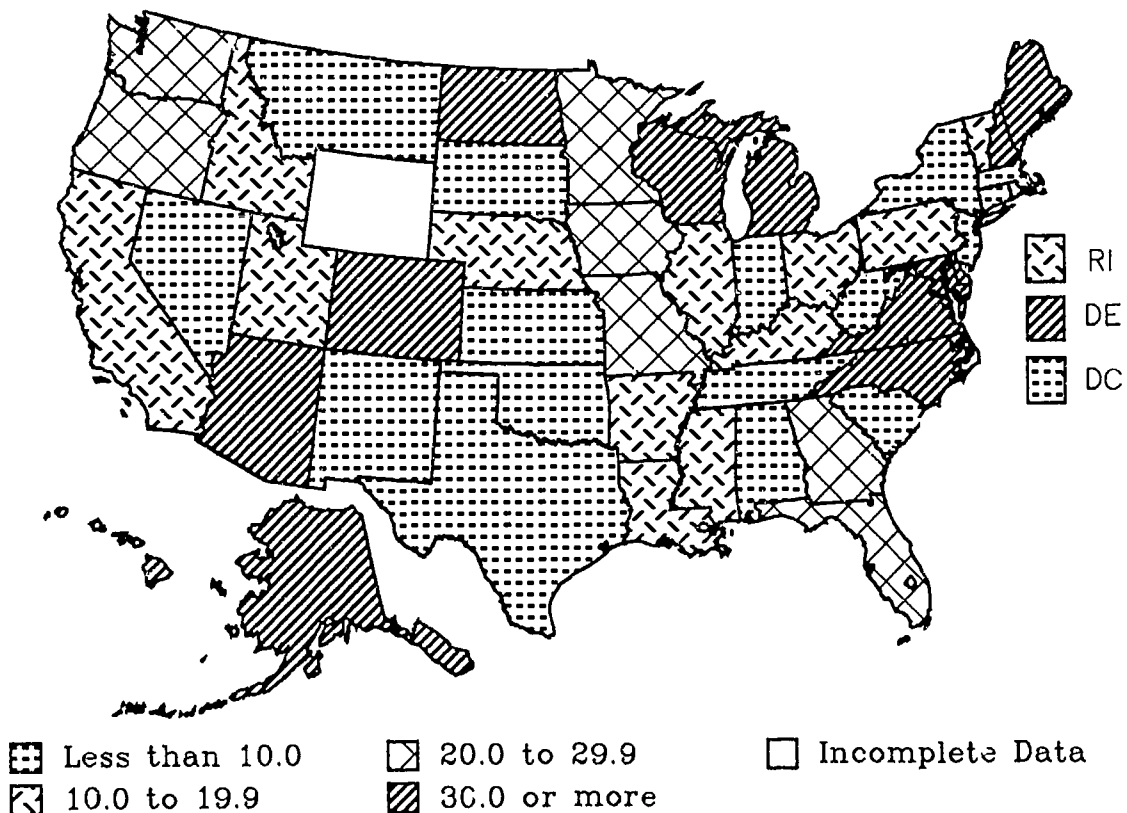 RI
DE
DC
Less than 10.0
20.0 to 29.9
Incomplete Data
10.0 to 19.9
30.0 or more